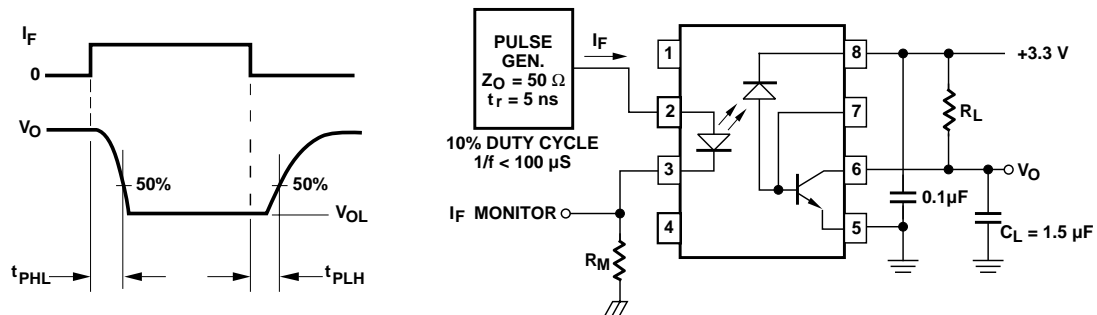 I_F
0
V_O
50%
50%
V_OL
t_PHL
t_PLH
PULSE
GEN.
Z_O = 50 Ω
t_r = 5 ns
I_F
10% DUTY CYCLE
1/f < 100 µS
I_F MONITOR
R_M
1
2
3
4
8
7
6
5
+3.3 V
R_L
V_O
0.1µF
C_L = 1.5 µF